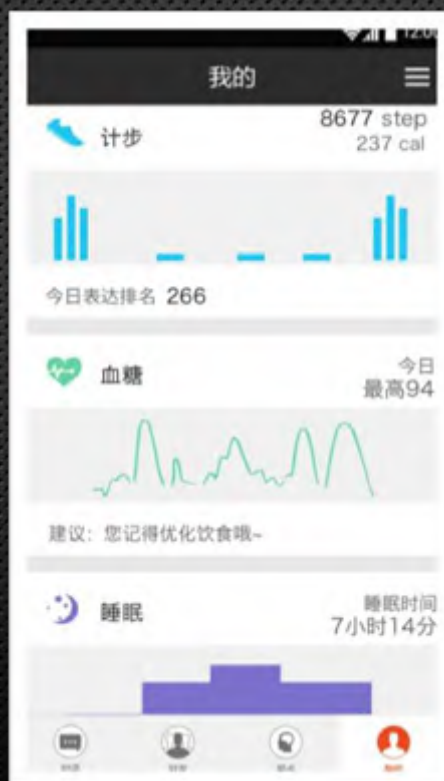 12:00
我的
计步
8677 step
237 cal
今日表达排名 266
血糖
今日
最高94
建议：您记得优化饮食哦~
睡眠
睡眠时间
7小时14分